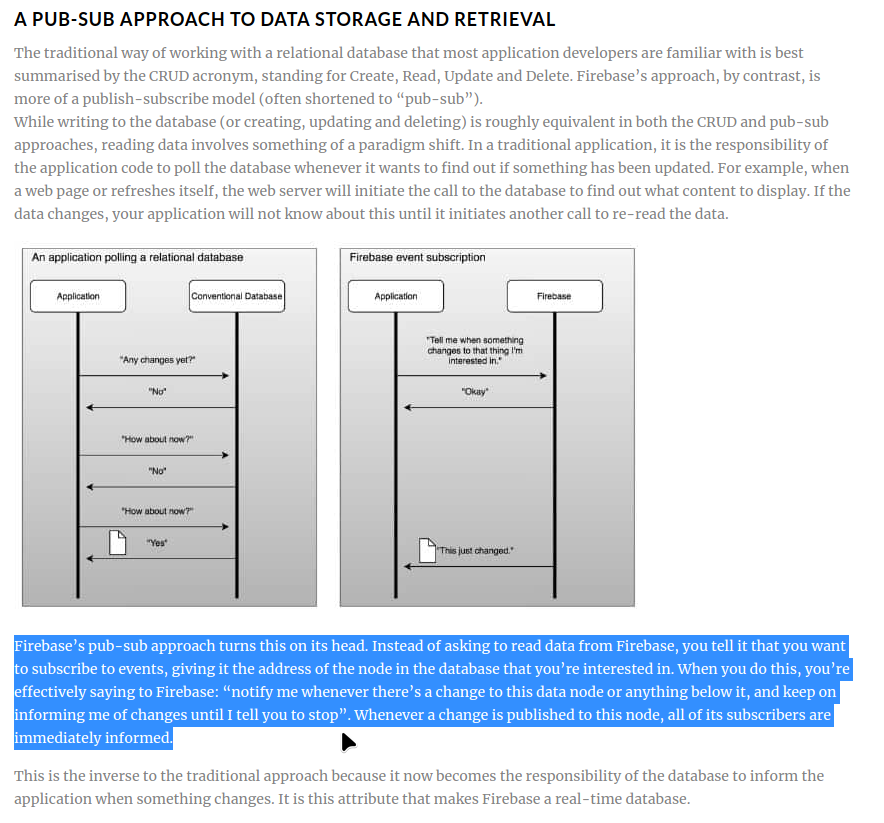 A PUB-SUB APPROACH TO DATA STORAGE AND RETRIEVAL
The traditional way of working with a relational database that most application developers are familiar with is best
summarised by the CRUD acronym, standing for Create, Read, Update and Delete. Firebase’s approach, by contrast, is
more of a publish-subscribe model (often shortened to “pub-sub”).
While writing to the database (or creating, updating and deleting) is roughly equivalent in both the CRUD and pub-sub
approaches, reading data involves something of a paradigm shift. In a traditional application, it is the responsibility of
the application code to poll the database whenever it wants to find out if something has been updated. For example, when
a web page or refreshes itself, the web server will initiate the call to the database to find out what content to display. If the
data changes, your application will not know about this until it initiates another call to re-read the data.
An application polling a relational database
Application
Conventional Database
"Any changes yet?"
"No"
"How about now?"
"No"
"How about now?"
"Yes"
Firebase event subscription
Application
Firebase
"Tell me when something
changes to that thing I'm
interested in."
"Okay"
"This just changed."
Firebase’s pub-sub approach turns this on its head. Instead of asking to read data from Firebase, you tell it that you want
to subscribe to events, giving it the address of the node in the database that you’re interested in. When you do this, you’re
effectively saying to Firebase: “notify me whenever there’s a change to this data node or anything below it, and keep on
informing me of changes until I tell you to stop”. Whenever a change is published to this node, all of its subscribers are
immediately informed.
This is the inverse to the traditional approach because it now becomes the responsibility of the database to inform the
application when something changes. It is this attribute that makes Firebase a real-time database.